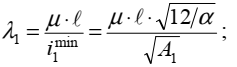 λ₁ = μ·ℓ / i₁^min = μ·ℓ·√(12/α) / √A₁ ;